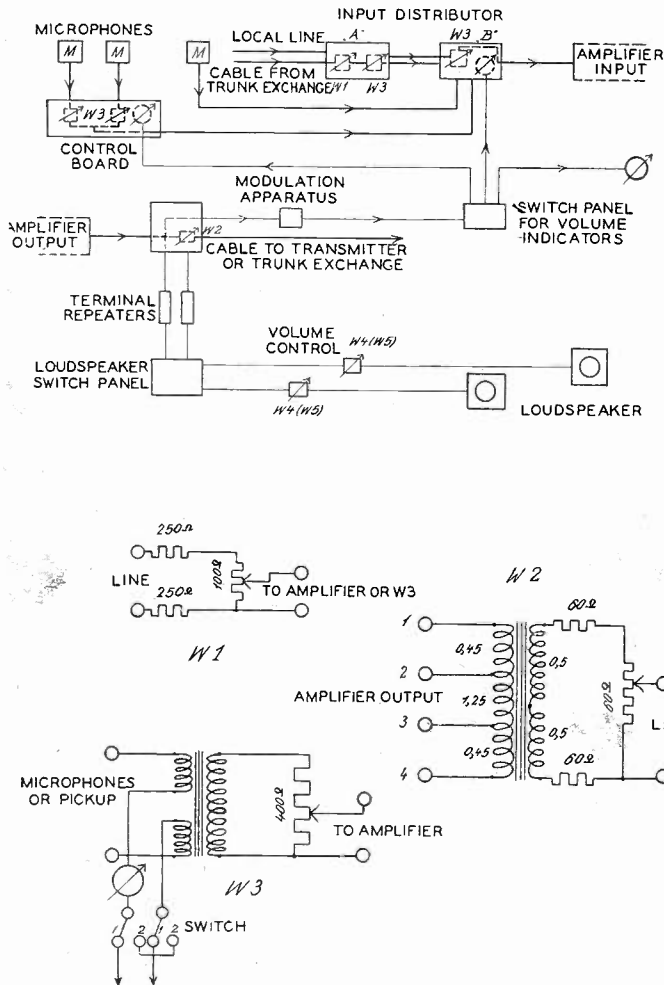 MICROPHONES
M
M
M
INPUT DISTRIBUTOR
LOCAL LINE
"A"
W3
"B"
CABLE FROM
TRUNK EXCHANGE
W1
W3
AMPLIFIER
INPUT
W3
CONTROL
BOARD
MODULATION
APPARATUS
SWITCH PANEL
FOR VOLUME
INDICATORS
AMPLIFIER
OUTPUT
W2
CABLE TO TRANSMITTER
OR TRUNK EXCHANGE
TERMINAL
REPEATERS
VOLUME
CONTROL
W4(W5)
LOUDSPEAKER
SWITCH PANEL
W4(W5)
LOUDSPEAKER
250Ω
LINE
100Ω
TO AMPLIFIER OR W3
250Ω
W1
W2
1
60Ω
0,45
2
0,5
AMPLIFIER OUTPUT
1,25
3
0,45
0,5
4
60Ω
MICROPHONES
OR PICKUP
400Ω
TO AMPLIFIER
W3
SWITCH
1
2
1
2